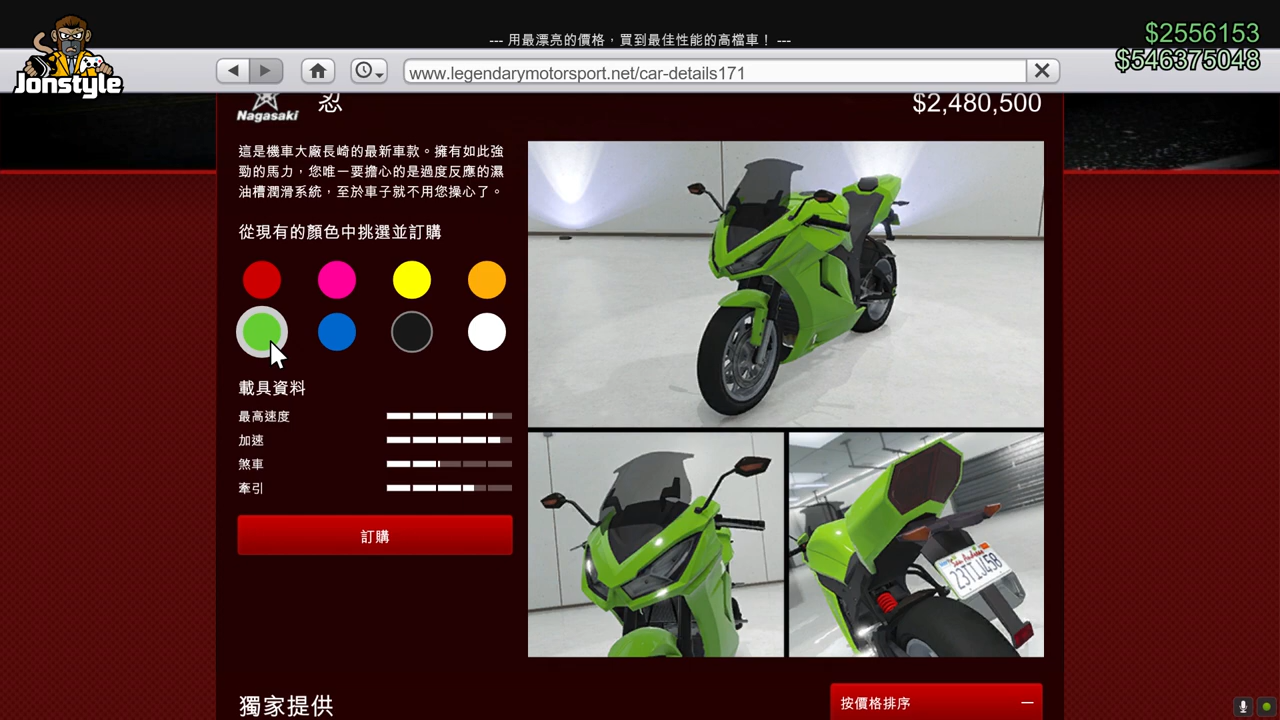 Jonstyle
--- 用最漂亮的價格，買到最佳性能的高檔車！ ---
$2556153
$546375048
www.legendarymotorsport.net/car-details171
Nagasaki
忍
$2,480,500
這是機車大廠長崎的最新車款。擁有如此強
勁的馬力，您唯一要擔心的是過度反應的濕
油槽潤滑系統，至於車子就不用您操心了。
從現有的顏色中挑選並訂購
載具資料
最高速度
加速
煞車
牽引
訂購
San Andreas
23TIJ458
獨家提供
按價格排序